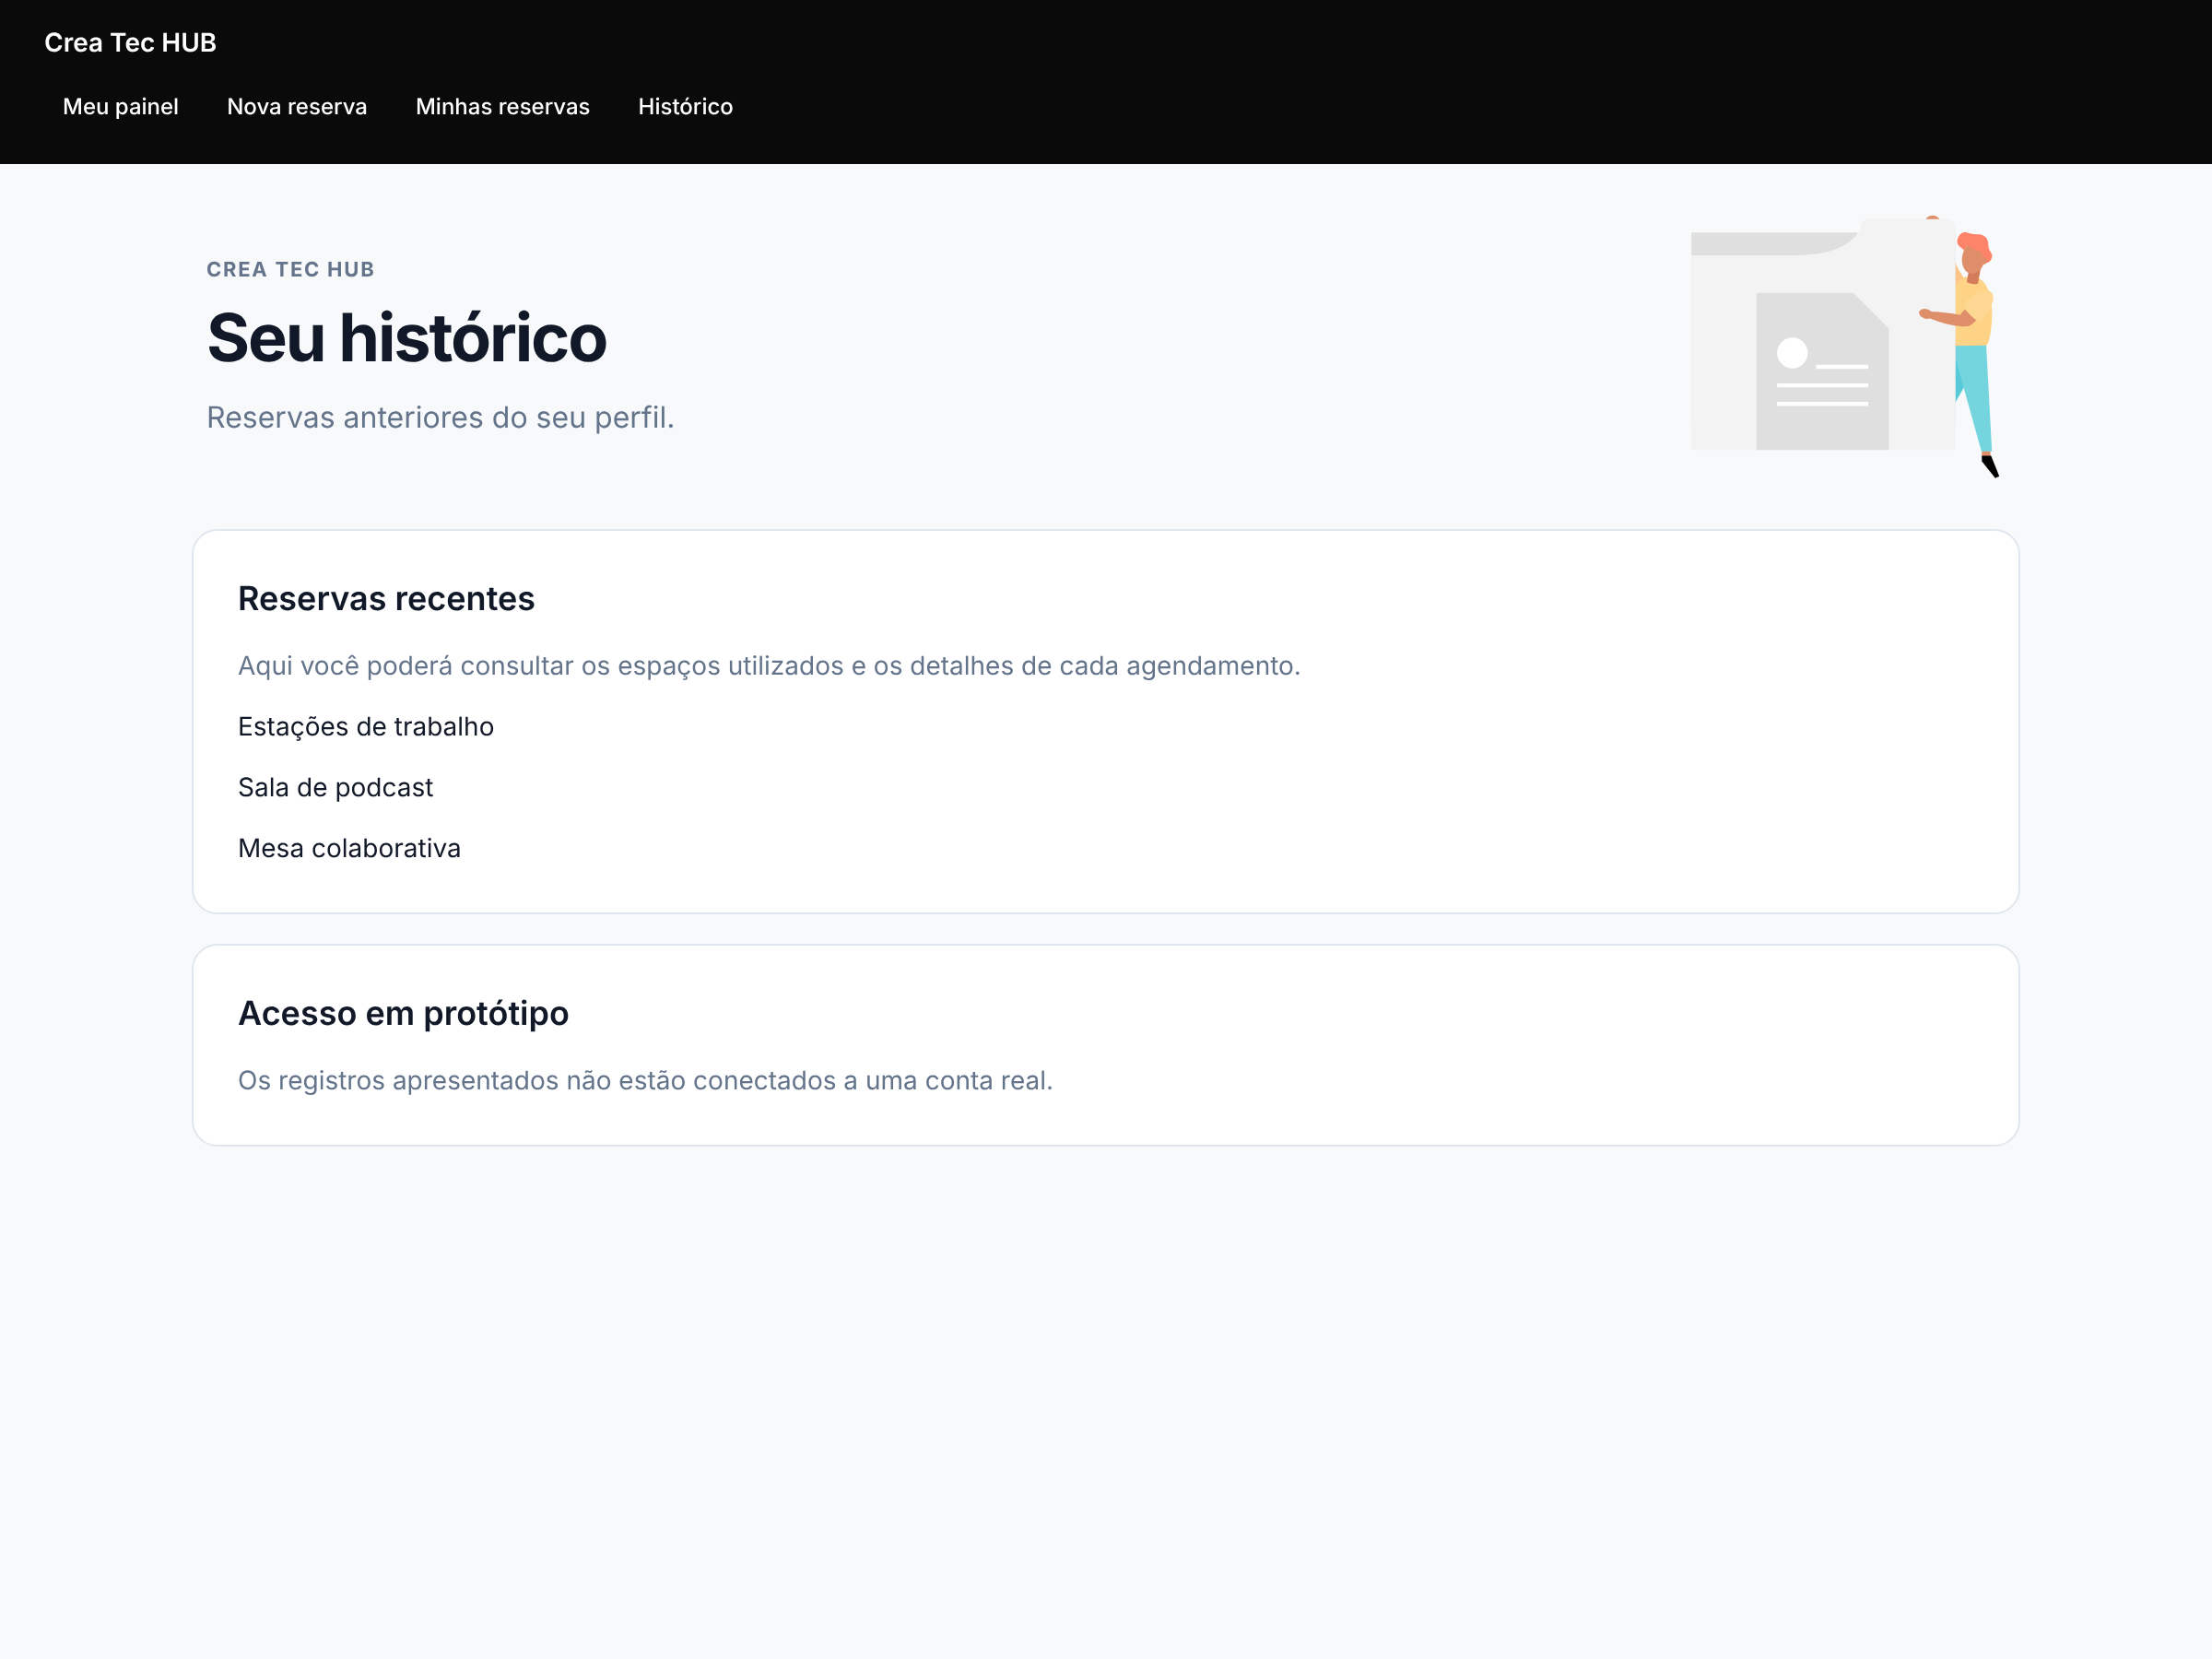 Crea Tec HUB
Meu painel Nova reserva Minhas reservas Histórico
CREA TEC HUB
Seu histórico
Reservas anteriores do seu perfil.
Reservas recentes
Aqui você poderá consultar os espaços utilizados e os detalhes de cada agendamento.
Estações de trabalho
Sala de podcast
Mesa colaborativa
Acesso em protótipo
Os registros apresentados não estão conectados a uma conta real.